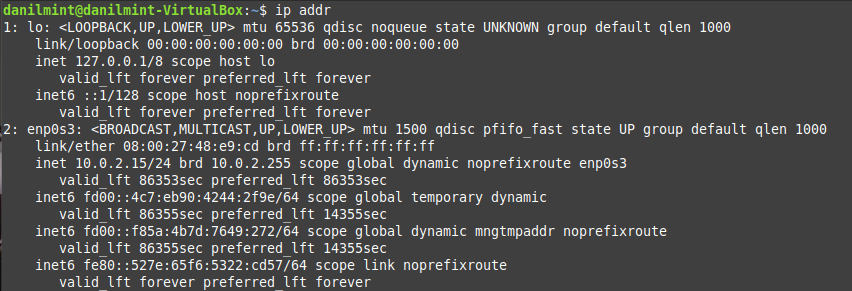 danilmint@danilmint-VirtualBox:~$ ip addr
1: lo: <LOOPBACK,UP,LOWER_UP> mtu 65536 qdisc noqueue state UNKNOWN group default qlen 1000
    link/loopback 00:00:00:00:00:00 brd 00:00:00:00:00:00
    inet 127.0.0.1/8 scope host lo
       valid_lft forever preferred_lft forever
    inet6 ::1/128 scope host noprefixroute
       valid_lft forever preferred_lft forever
2: enp0s3: <BROADCAST,MULTICAST,UP,LOWER_UP> mtu 1500 qdisc pfifo_fast state UP group default qlen 1000
    link/ether 08:00:27:48:e9:cd brd ff:ff:ff:ff:ff:ff
    inet 10.0.2.15/24 brd 10.0.2.255 scope global dynamic noprefixroute enp0s3
       valid_lft 86353sec preferred_lft 86353sec
    inet6 fd00::4c7:eb90:4244:2f9e/64 scope global temporary dynamic
       valid_lft 86355sec preferred_lft 14355sec
    inet6 fd00::f85a:4b7d:7649:272/64 scope global dynamic mngtmpaddr noprefixroute
       valid_lft 86355sec preferred_lft 14355sec
    inet6 fe80::527e:65f6:5322:cd57/64 scope link noprefixroute
       valid_lft forever preferred_lft forever